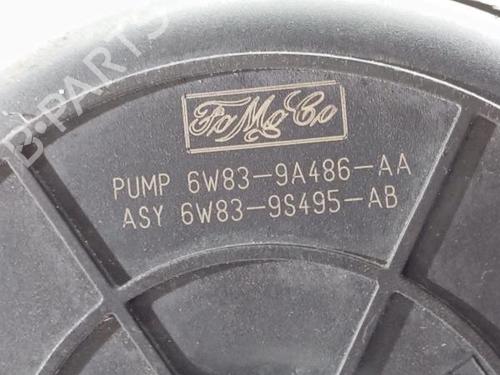 FoMoCo
PUMP 6W83-9A486-AA
ASY 6W83-9S495-AB
B-PARTS